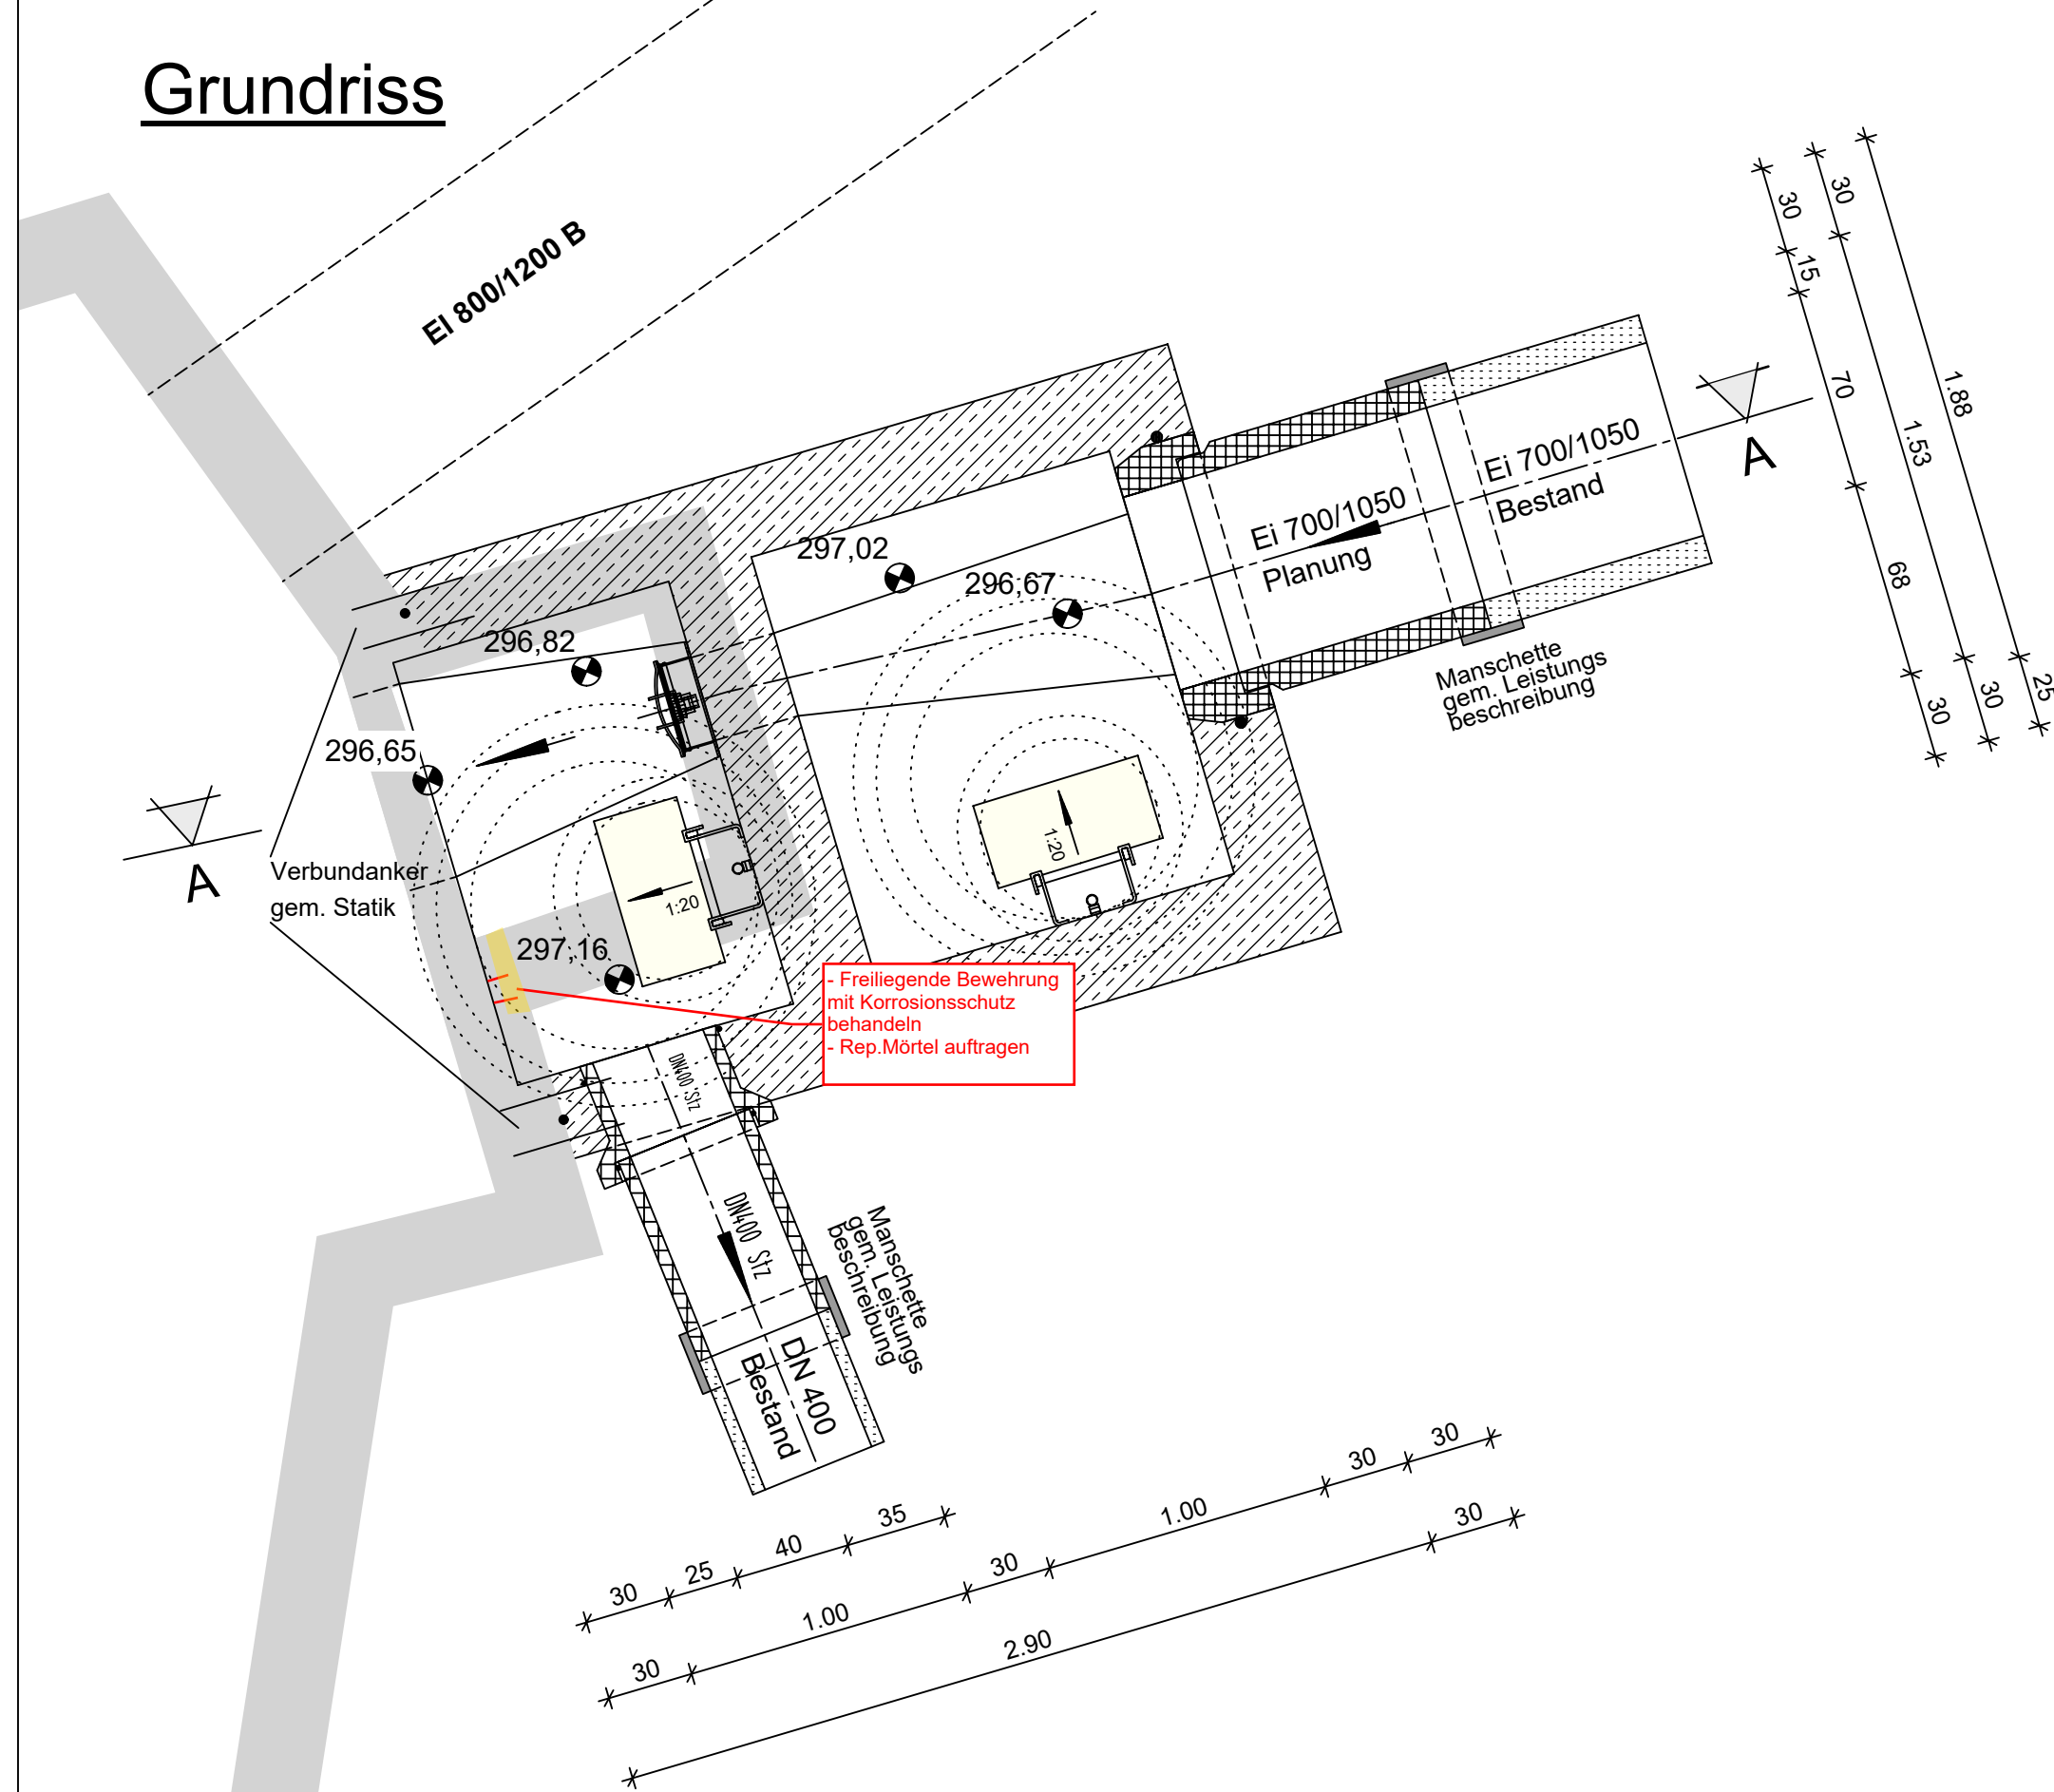 Grundriss
EI 800/1200 B
30
30
15
70
1.88
1.53
68
30
30
25
A
Ei 700/1050
Bestand
Ei 700/1050
Planung
297,02
296,67
296,82
296,65
Manschette
gem. Leistungs
beschreibung
A
Verbundanker
gem. Statik
1:20
1:20
297,16
- Freiliegende Bewehrung
mit Korrosionsschutz
behandeln
- Rep.Mörtel auftragen
DN400 Stz
DN400 Stz
Manschette
gem. Leistungs
beschreibung
DN 400
Bestand
30
25
40
35
30
1.00
30
1.00
30
30
2.90
30